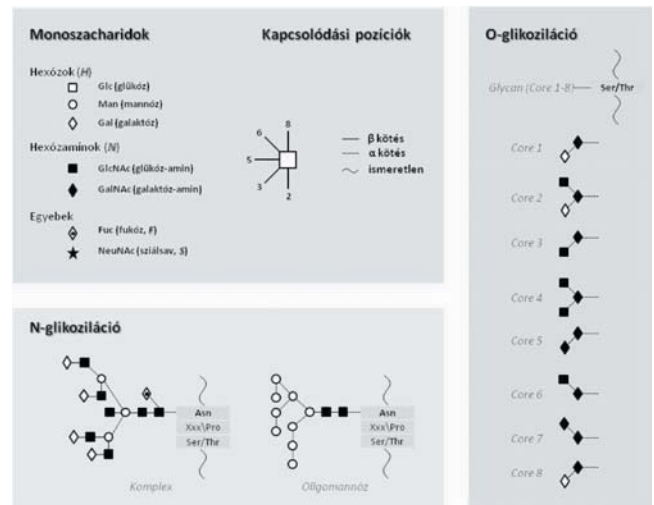 Monoszacharidok
Hexózok (H)
Glc (glükóz)
Man (mannóz)
Gal (galaktóz)
Hexózamínok (N)
GlcNAc (glükóz-amin)
GalNAc (galaktóz-amin)
Egyebek
Fuc (fukóz, F)
NeuNAc (sziálsav, S)
Kapcsolódási pozíciók
8
6
5
3
2
β kötés
α kötés
ismeretlen
N-glikoziláció
Asn
Xxx\Pro
Ser/Thr
Komplex
Asn
Xxx\Pro
Ser/Thr
Oligomannóz
O-glikoziláció
Glycan (Core 1-8)
Ser/Thr
Core 1
Core 2
Core 3
Core 4
Core 5
Core 6
Core 7
Core 8